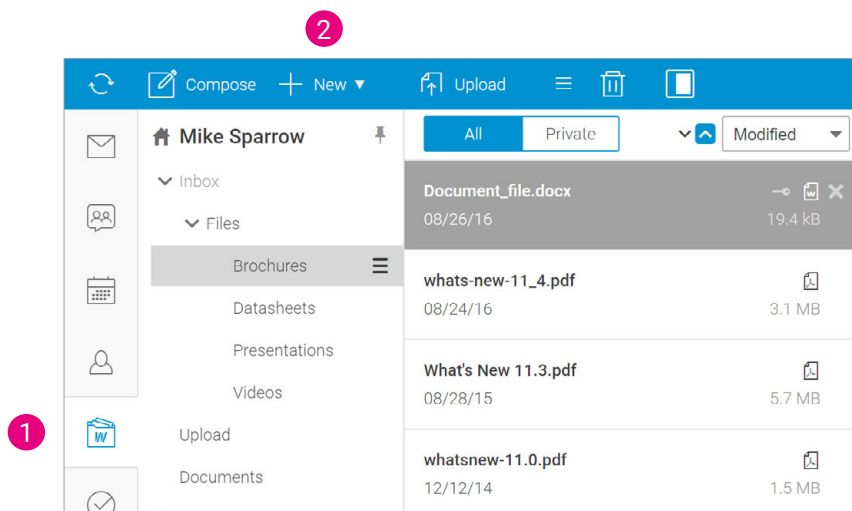 2
Compose
New
Upload
Mike Sparrow
All
Private
Modified
Inbox
Files
Brochures
Datasheets
Presentations
Videos
Upload
Documents
Document_file.docx
08/26/16
19.4 kB
whats-new-11_4.pdf
08/24/16
3.1 MB
What's New 11.3.pdf
08/28/15
5.7 MB
whatsnew-11.0.pdf
12/12/14
1.5 MB
1
W